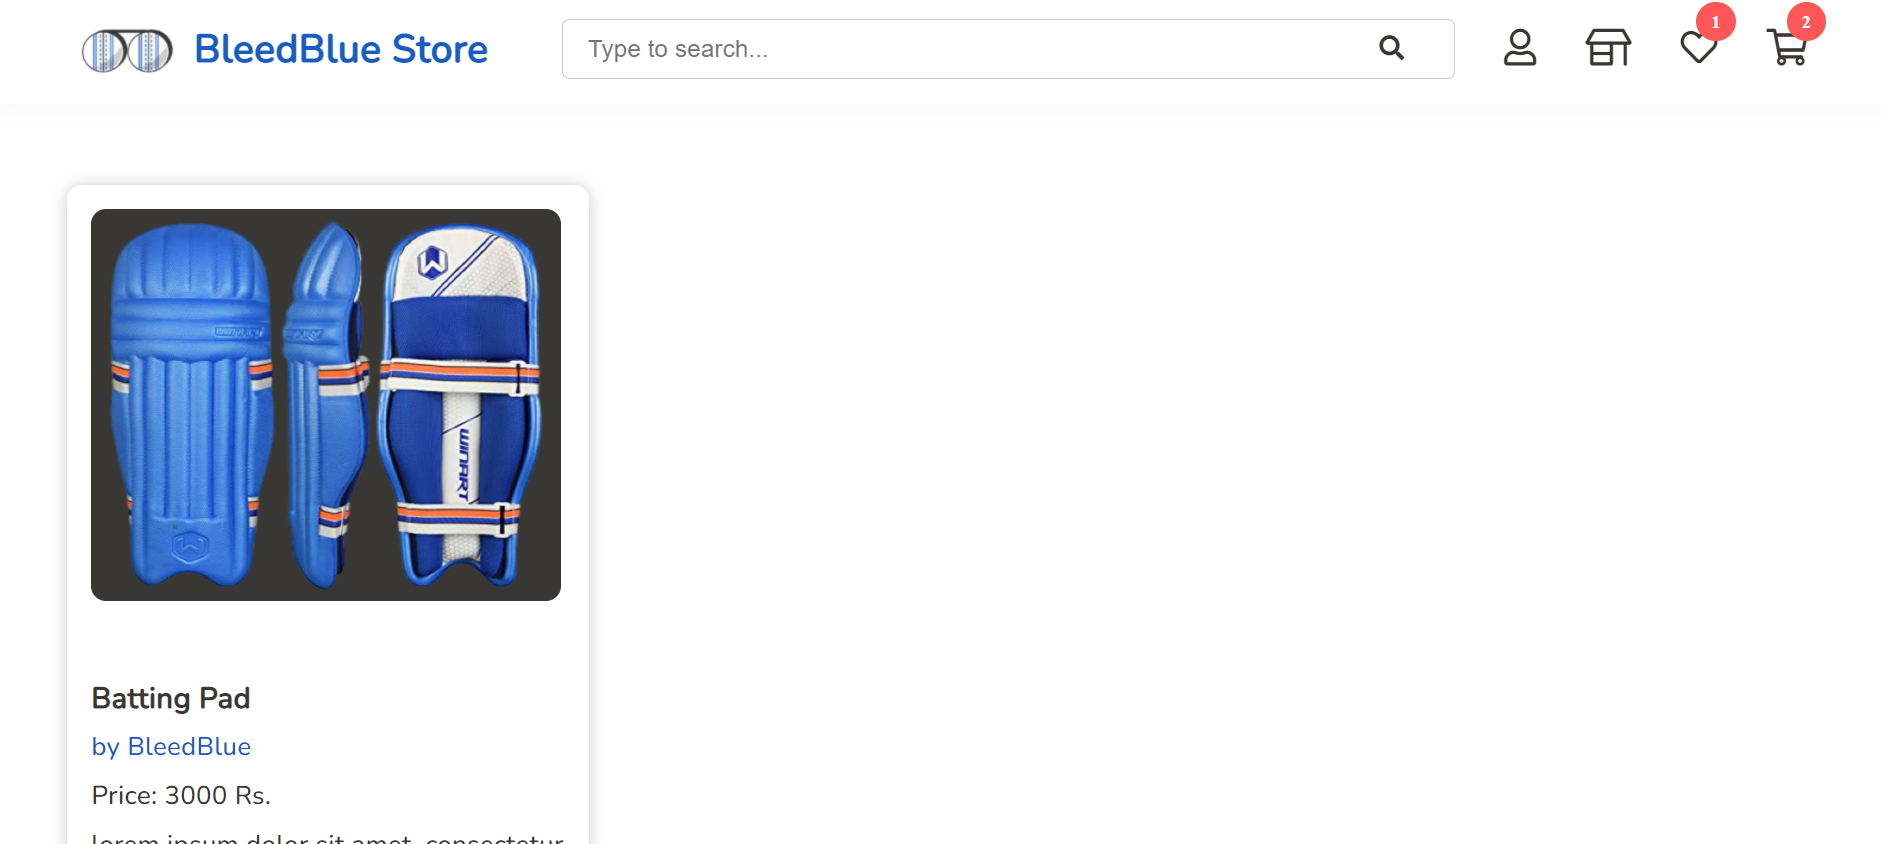 BleedBlue Store
Type to search...
1
2
WINART
Batting Pad
by BleedBlue
Price: 3000 Rs.
lorem ipsum dolor sit amet, consectetur